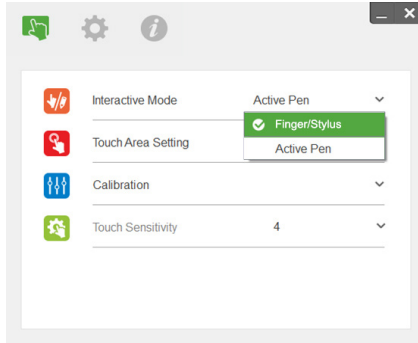 Interactive Mode Active Pen
Finger/Stylus
Touch Area Setting
Active Pen
Calibration
Touch Sensitivity 4